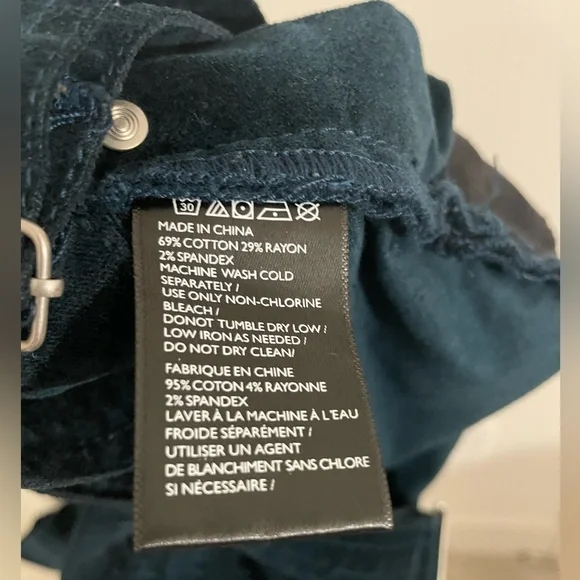 30
MADE IN CHINA
69% COTTON 29% RAYON
2% SPANDEX
MACHINE WASH COLD
SEPARATELY /
USE ONLY NON-CHLORINE
BLEACH /
DONOT TUMBLE DRY LOW /
LOW IRON AS NEEDED /
DO NOT DRY CLEAN/
FABRIQUE EN CHINE
95% COTON 4% RAYONNE
2% SPANDEX
LAVER À LA MACHINE À L'EAU
FROIDE SÉPARÉMENT /
UTILISER UN AGENT
DE BLANCHIMENT SANS CHLORE
SI NÉCESSAIRE /